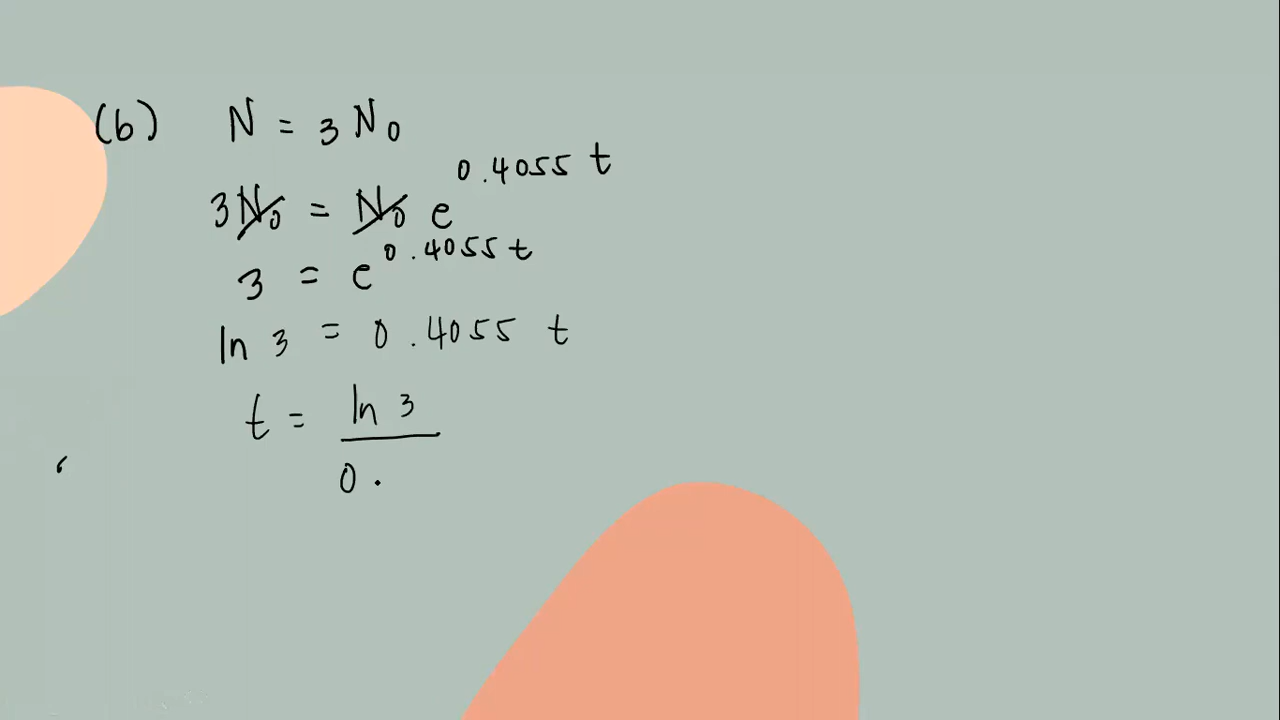 (b) N = 3 N₀
3N₀ = N₀ e^0.4055 t
3 = e^0.4055 t
ln 3 = 0.4055 t
t = ln 3
0.